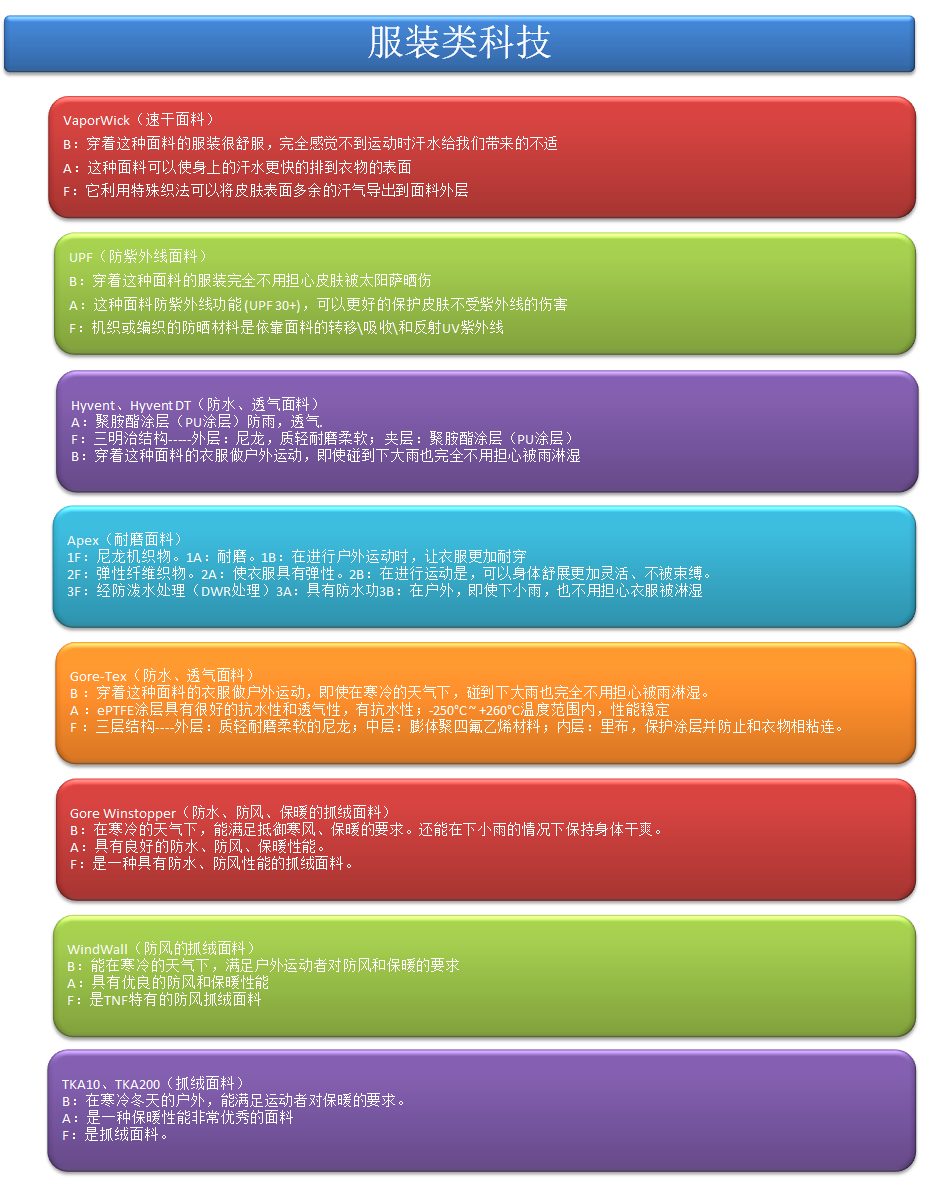 服装类科技
VaporWick（速干面料）
B：穿着这种面料的服装很舒服，完全感觉不到运动时汗水给我们带来的不适
A：这种面料可以使身上的汗水更快的排到衣物的表面
F：它利用特殊织法可以将皮肤表面多余的汗气导出到面料外层
UPF（防紫外线面料）
B：穿着这种面料的服装完全不用担心皮肤被太阳萨晒伤
A：这种面料防紫外线功能(UPF 30+)，可以更好的保护皮肤不受紫外线的伤害
F：机织或编织的防晒材料是依靠面料的转移\吸收\和反射UV紫外线
Hyvent、Hyvent DT（防水、透气面料）
A：聚胺酯涂层（PU涂层）防雨，透气.
F：三明治结构-----外层：尼龙，质轻耐磨柔软；夹层：聚胺酯涂层（PU涂层）
B：穿着这种面料的衣服做户外运动，即使碰到下大雨也完全不用担心被雨淋湿
Apex（耐磨面料）
1F：尼龙机织物。1A：耐磨。1B：在进行户外运动时，让衣服更加耐穿
2F：弹性纤维织物。2A：使衣服具有弹性。2B：在进行运动是，可以身体舒展更加灵活、不被束缚。
3F：经防泼水处理（DWR处理）3A：具有防水功3B：在户外，即使下小雨，也不用担心衣服被淋湿
Gore-Tex（防水、透气面料）
B：穿着这种面料的衣服做户外运动，即使在寒冷的天气下，碰到下大雨也完全不用担心被雨淋湿。
A：ePTFE涂层具有很好的抗水性和透气性，有抗水性；-250℃ ~ +260℃温度范围内，性能稳定
F：三层结构----外层：质轻耐磨柔软的尼龙；中层：膨体聚四氟乙烯材料；内层：里布，保护涂层并防止和衣物相粘连。
Gore Winstopper（防水、防风、保暖的抓绒面料）
B：在寒冷的天气下，能满足抵御寒风、保暖的要求。还能在下小雨的情况下保持身体干爽。
A：具有良好的防水、防风、保暖性能。
F：是一种具有防水、防风性能的抓绒面料。
WindWall（防风的抓绒面料）
B：能在寒冷的天气下，满足户外运动者对防风和保暖的要求
A：具有优良的防风和保暖性能
F：是TNF特有的防风抓绒面料
TKA10、TKA200（抓绒面料）
B：在寒冷冬天的户外，能满足运动者对保暖的要求。
A：是一种保暖性能非常优秀的面料
F：是抓绒面料。